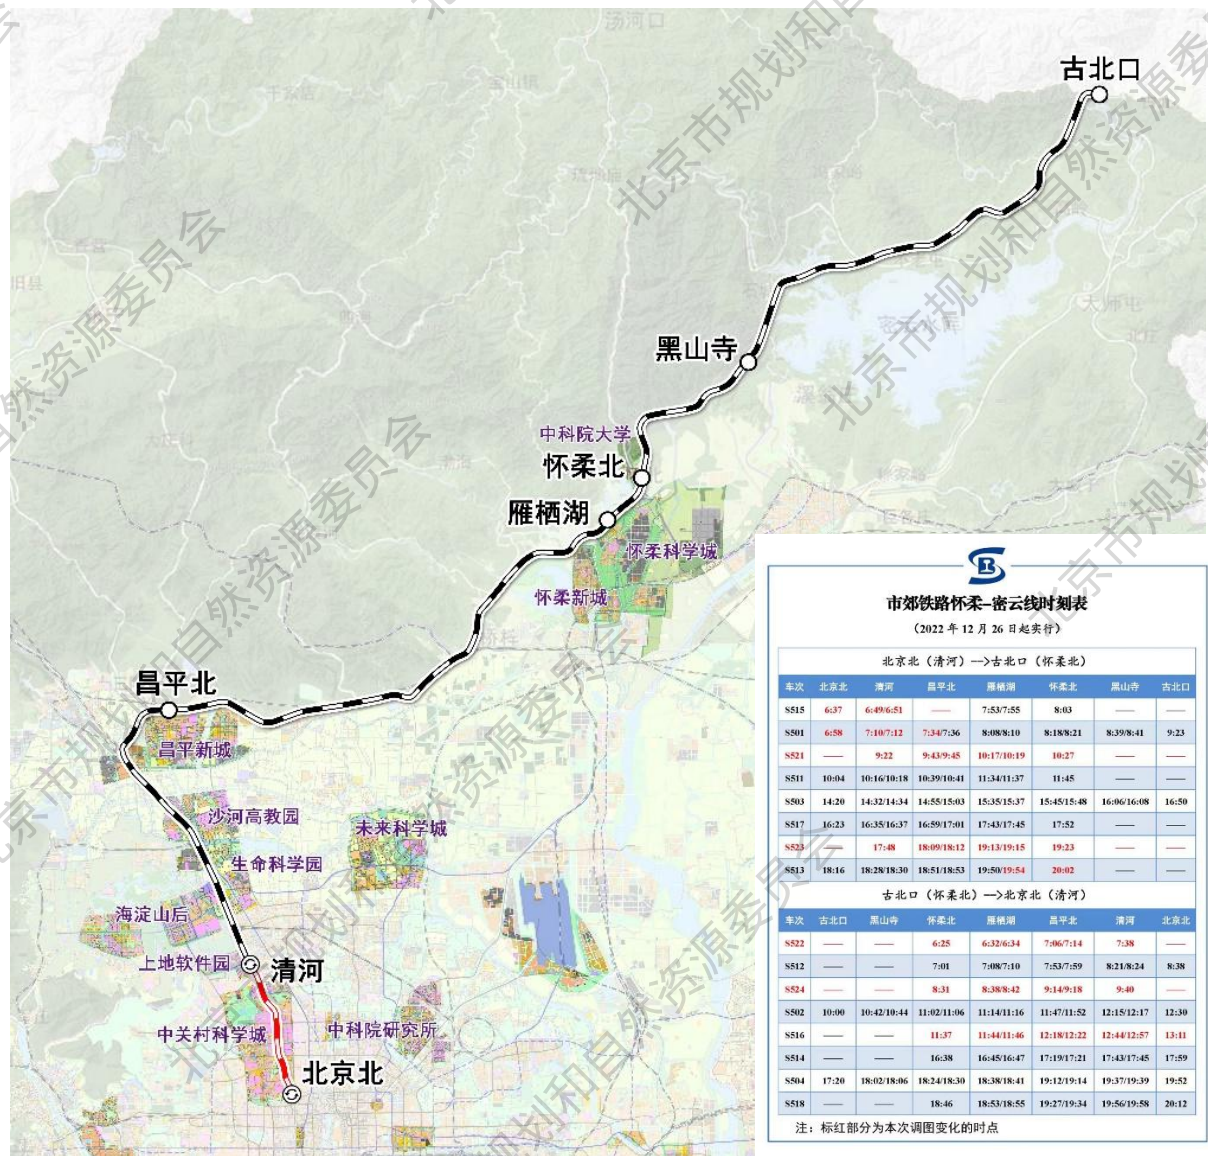 汤河口
古北口
黑山寺
中科院大学
怀柔北
雁栖湖
怀柔科学城
怀柔新城
昌平北
昌平新城
沙河高教园
未来科学城
生命科学园
海淀山后
上地软件园
清河
中关村科学城
中科院研究所
北京北
北京市规划和自然资源委员会
市郊铁路怀柔-密云线时刻表
（2022 年 12 月 26 日起实行）
北京北（清河）-->古北口（怀柔北）
车次 北京北 清河 昌平北 雁栖湖 怀柔北 黑山寺 古北口
S515 6:37 6:49/6:51 —— 7:53/7:55 8:03 —— ——
S501 6:58 7:10/7:12 7:34/7:36 8:08/8:10 8:18/8:21 8:39/8:41 9:23
S521 —— 9:22 9:43/9:45 10:17/10:19 10:27 —— ——
S511 10:04 10:16/10:18 10:39/10:41 11:34/11:37 11:45 —— ——
S503 14:20 14:32/14:34 14:55/15:03 15:35/15:37 15:45/15:48 16:06/16:08 16:50
S517 16:23 16:35/16:37 16:59/17:01 17:43/17:45 17:52 —— ——
S523 —— 17:48 18:09/18:12 19:13/19:15 19:23 —— ——
S513 18:16 18:28/18:30 18:51/18:53 19:50/19:54 20:02 —— ——
古北口（怀柔北）-->北京北（清河）
车次 古北口 黑山寺 怀柔北 雁栖湖 昌平北 清河 北京北
S522 —— —— 6:25 6:32/6:34 7:06/7:14 7:38 ——
S512 —— —— 7:01 7:08/7:10 7:53/7:59 8:21/8:24 8:38
S524 —— —— 8:31 8:38/8:42 9:14/9:18 9:40 ——
S502 10:00 10:42/10:44 11:02/11:06 11:14/11:16 11:47/11:52 12:15/12:17 12:30
S516 —— —— 11:37 11:44/11:46 12:18/12:22 12:44/12:57 13:11
S514 —— —— 16:38 16:45/16:47 17:19/17:21 17:43/17:45 17:59
S504 17:20 18:02/18:06 18:24/18:30 18:38/18:41 19:12/19:14 19:37/19:39 19:52
S518 —— —— 18:46 18:53/18:55 19:27/19:34 19:56/19:58 20:12
注：标红部分为本次调图变化的时点